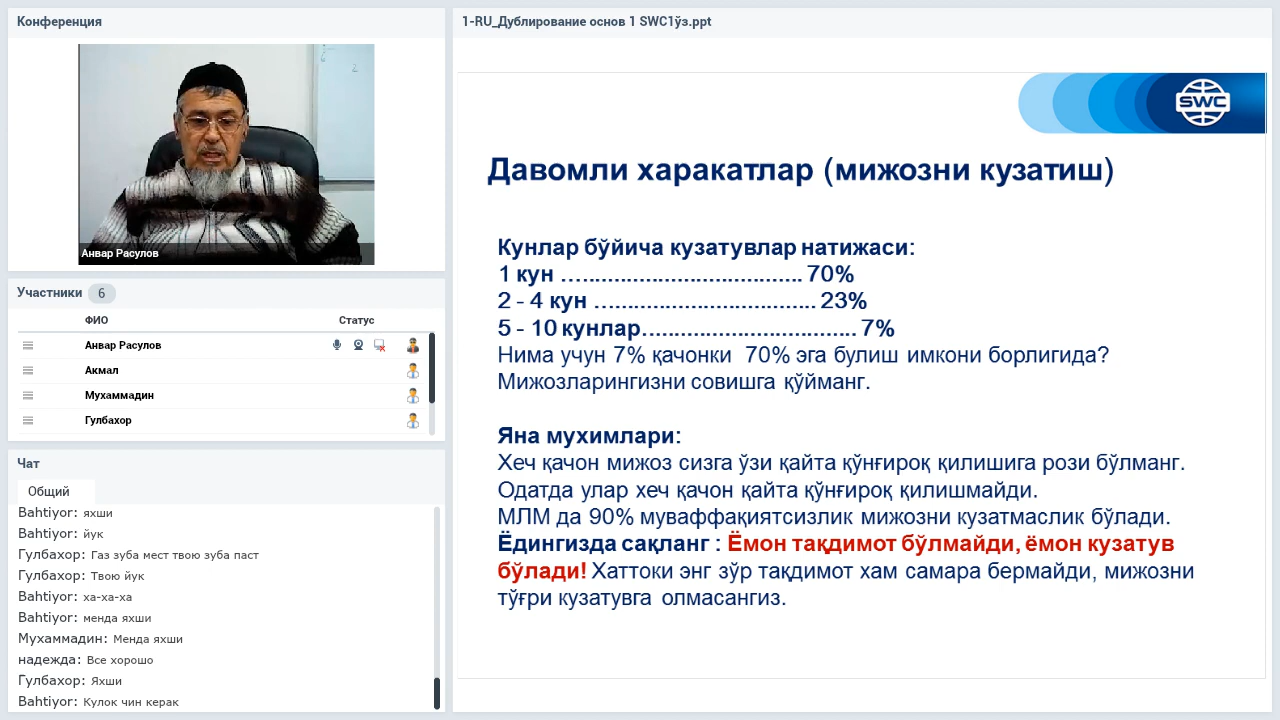 Конференция
Анвар Расулов
Участники 6
ФИО Статус
Анвар Расулов
Акмал
Мухаммадин
Гулбахор
Чат
Общий
Bahtiyor: яхши
Bahtiyor: йук
Гулбахор: Газ зуба мест твою зуба паст
Гулбахор: Твою йук
Bahtiyor: ха-ха-ха
Bahtiyor: менда яхши
Мухаммадин: Менда яхши
надежда: Все хорошо
Гулбахор: Яхши
Bahtiyor: Кулок чин керак
1-RU_Дублирование основ 1 SWC1ўз.ppt
SWC
Давомли харакатлар (мижозни кузатиш)
Кунлар бўйича кузатувлар натижаси:
1 кун ...................................... 70%
2 - 4 кун .................................. 23%
5 - 10 кунлар................................. 7%
Нима учун 7% қачонки 70% эга булиш имкони борлигида?
Мижозларингизни совишга қўйманг.
Яна мухимлари:
Хеч қачон мижоз сизга ўзи қайта қўнғироқ қилишига рози бўлманг.
Одатда улар хеч қачон қайта қўнғироқ қилишмайди.
МЛМ да 90% муваффақиятсизлик мижозни кузатмаслик бўлади.
Ёдингизда сақланг : Ёмон тақдимот бўлмайди, ёмон кузатув
бўлади! Хаттоки энг зўр тақдимот хам самара бермайди, мижозни
тўғри кузатувга олмасангиз.